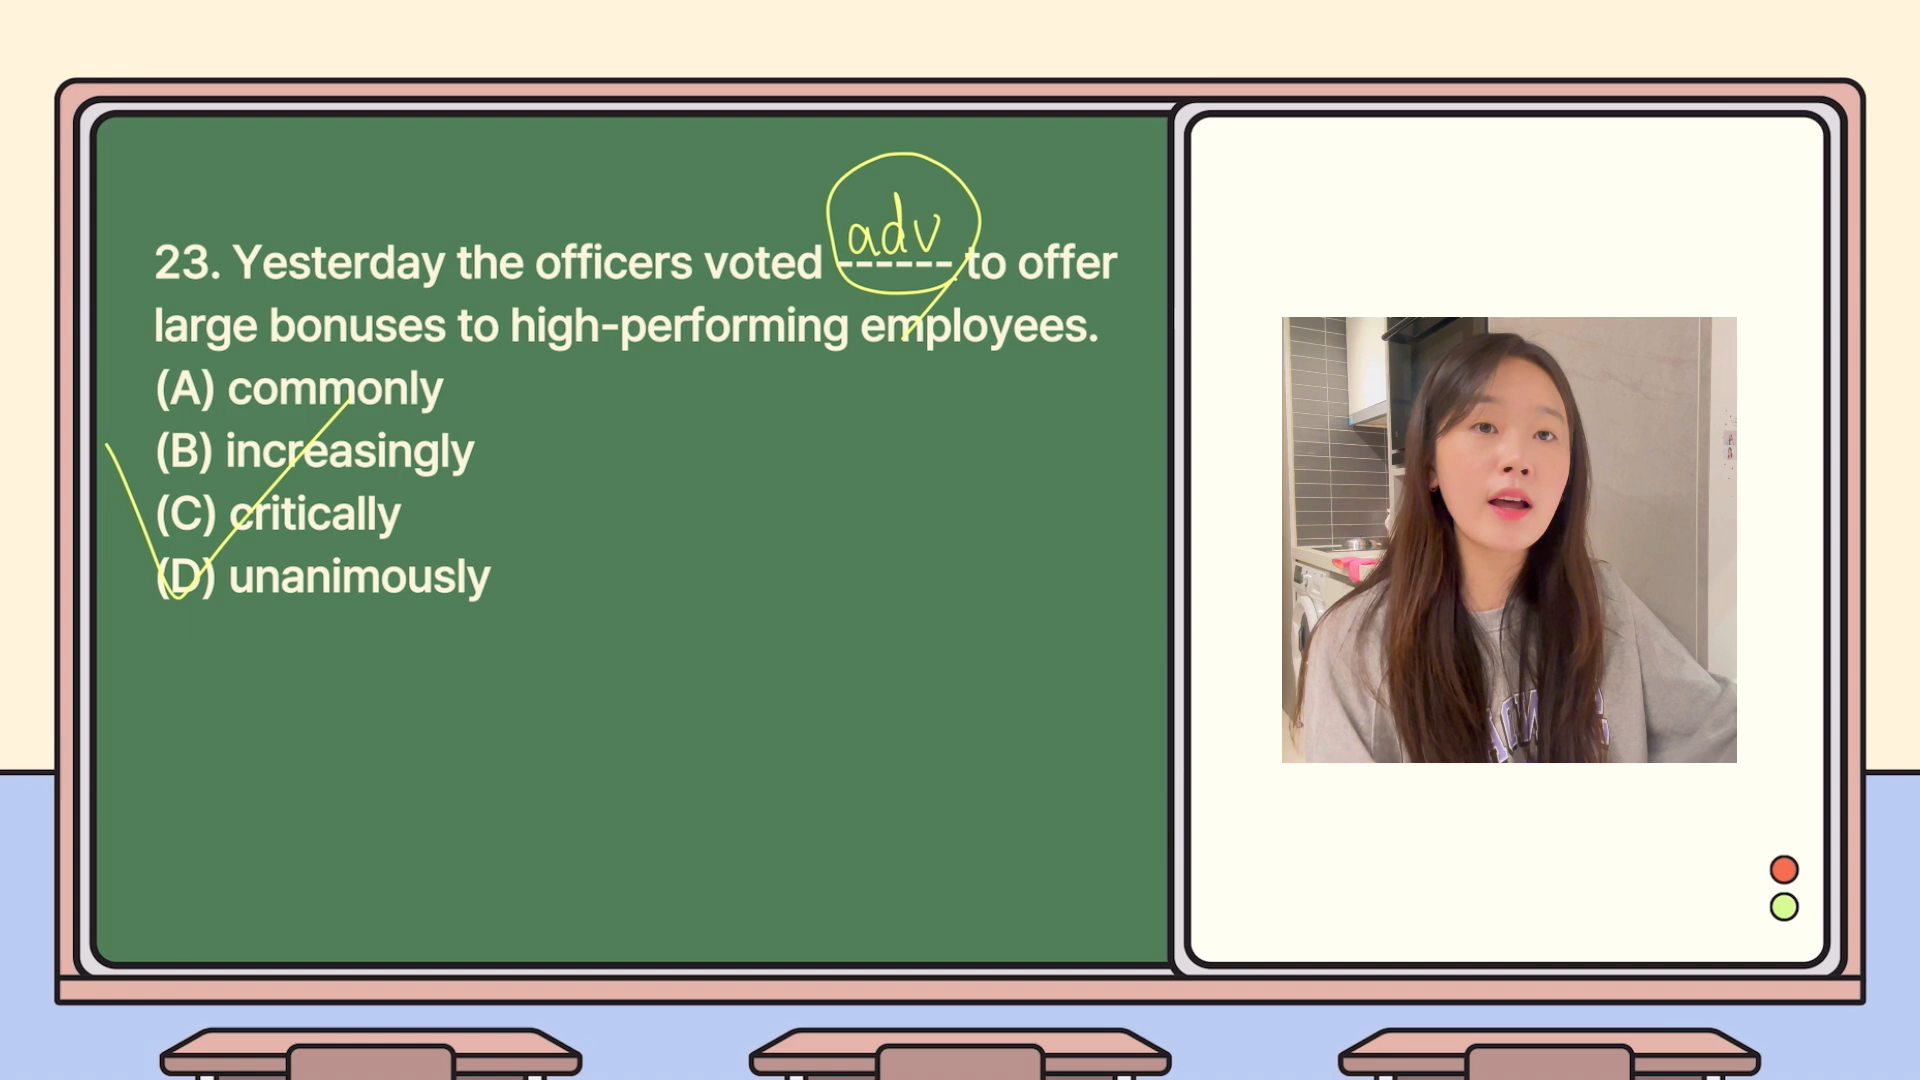 adv
23. Yesterday the officers voted ------ to offer
large bonuses to high-performing employees.
(A) commonly
(B) increasingly
(C) critically
(D) unanimously